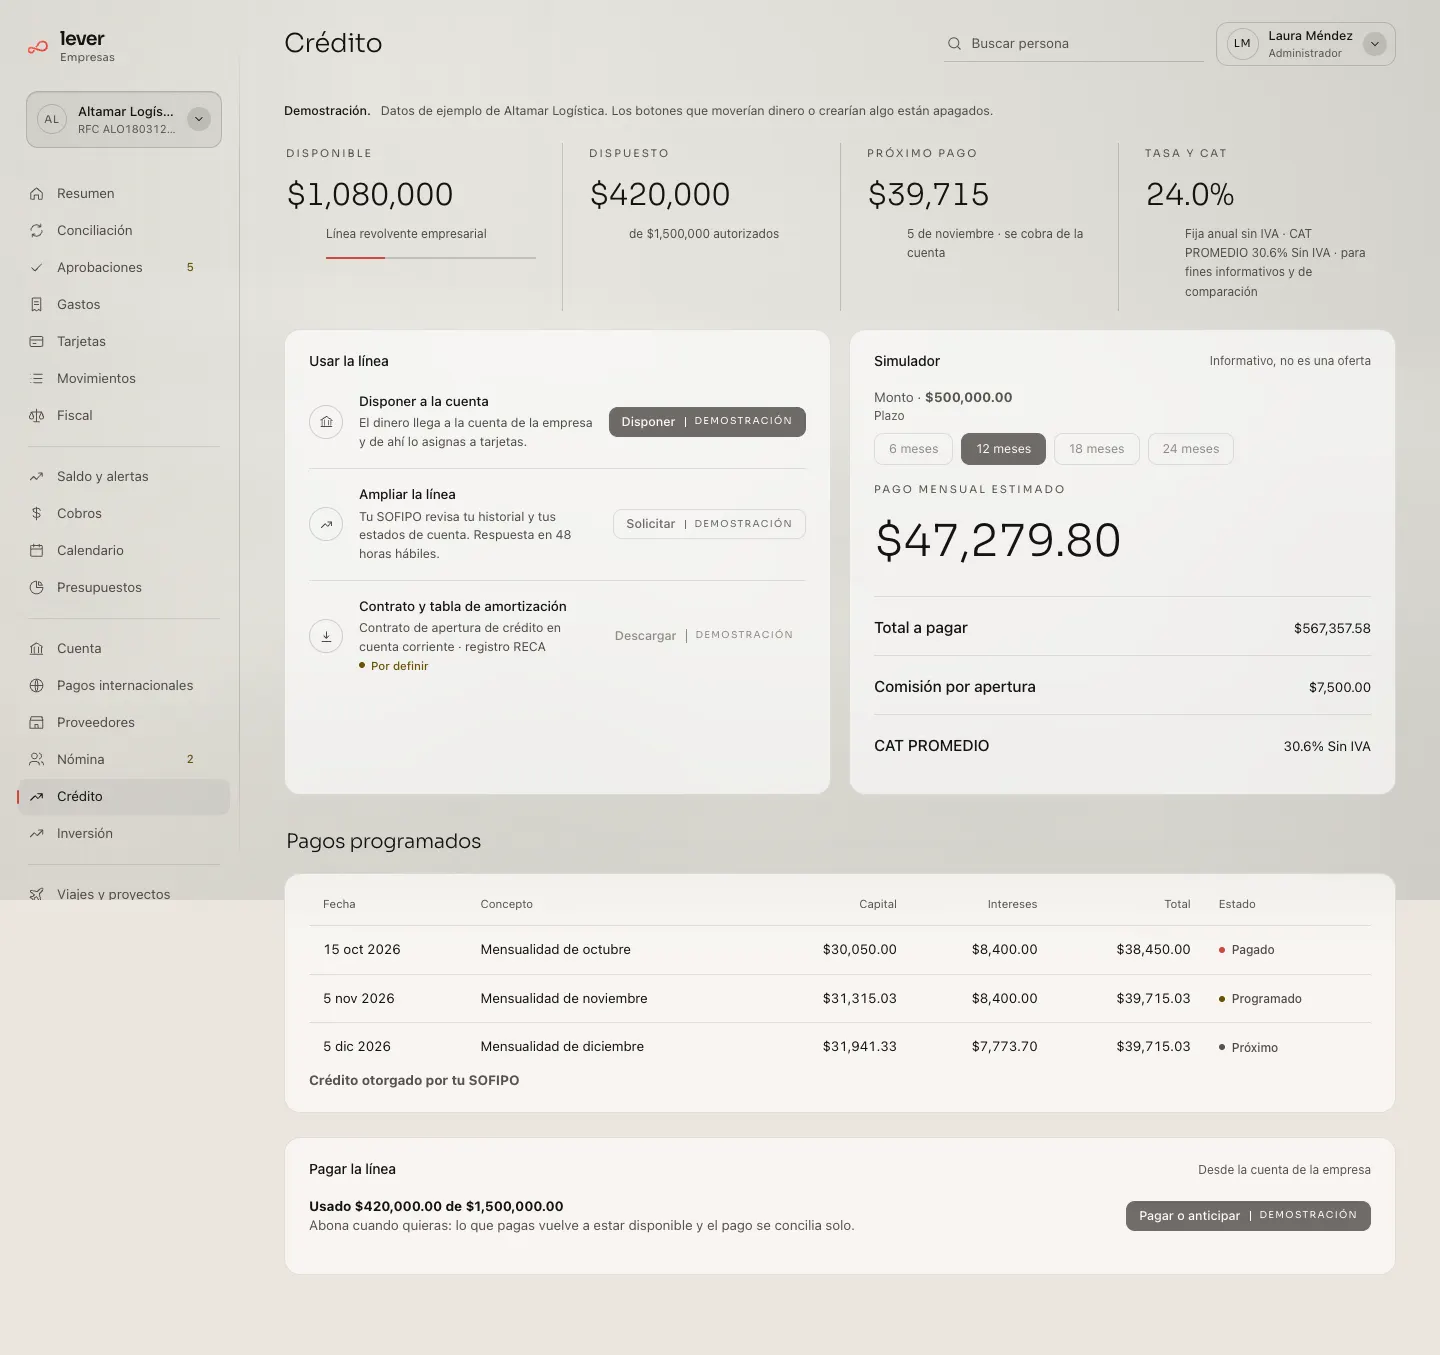 lever
Empresas
AL
Altamar Logís...
RFC ALO180312...
Resumen
Conciliación
Aprobaciones 5
Gastos
Tarjetas
Movimientos
Fiscal
Saldo y alertas
Cobros
Calendario
Presupuestos
Cuenta
Pagos internacionales
Proveedores
Nómina 2
Crédito
Inversión
Viajes y proyectos
Crédito
Buscar persona
LM
Laura Méndez
Administrador
Demostración. Datos de ejemplo de Altamar Logística. Los botones que moverían dinero o crearían algo están apagados.
DISPONIBLE
$1,080,000
Línea revolvente empresarial
DISPUESTO
$420,000
de $1,500,000 autorizados
PRÓXIMO PAGO
$39,715
5 de noviembre · se cobra de la
cuenta
TASA Y CAT
24.0%
Fija anual sin IVA · CAT
PROMEDIO 30.6% Sin IVA · para
fines informativos y de
comparación
Usar la línea
Disponer a la cuenta
El dinero llega a la cuenta de la empresa
y de ahí lo asignas a tarjetas.
Disponer | DEMOSTRACIÓN
Ampliar la línea
Tu SOFIPO revisa tu historial y tus
estados de cuenta. Respuesta en 48
horas hábiles.
Solicitar | DEMOSTRACIÓN
Contrato y tabla de amortización
Contrato de apertura de crédito en
cuenta corriente · registro RECA
Por definir
Descargar | DEMOSTRACIÓN
Simulador
Informativo, no es una oferta
Monto · $500,000.00
Plazo
6 meses 12 meses 18 meses 24 meses
PAGO MENSUAL ESTIMADO
$47,279.80
Total a pagar $567,357.58
Comisión por apertura $7,500.00
CAT PROMEDIO 30.6% Sin IVA
Pagos programados
Fecha Concepto Capital Intereses Total Estado
15 oct 2026 Mensualidad de octubre $30,050.00 $8,400.00 $38,450.00 Pagado
5 nov 2026 Mensualidad de noviembre $31,315.03 $8,400.00 $39,715.03 Programado
5 dic 2026 Mensualidad de diciembre $31,941.33 $7,773.70 $39,715.03 Próximo
Crédito otorgado por tu SOFIPO
Pagar la línea
Desde la cuenta de la empresa
Usado $420,000.00 de $1,500,000.00
Abona cuando quieras: lo que pagas vuelve a estar disponible y el pago se concilia solo.
Pagar o anticipar | DEMOSTRACIÓN